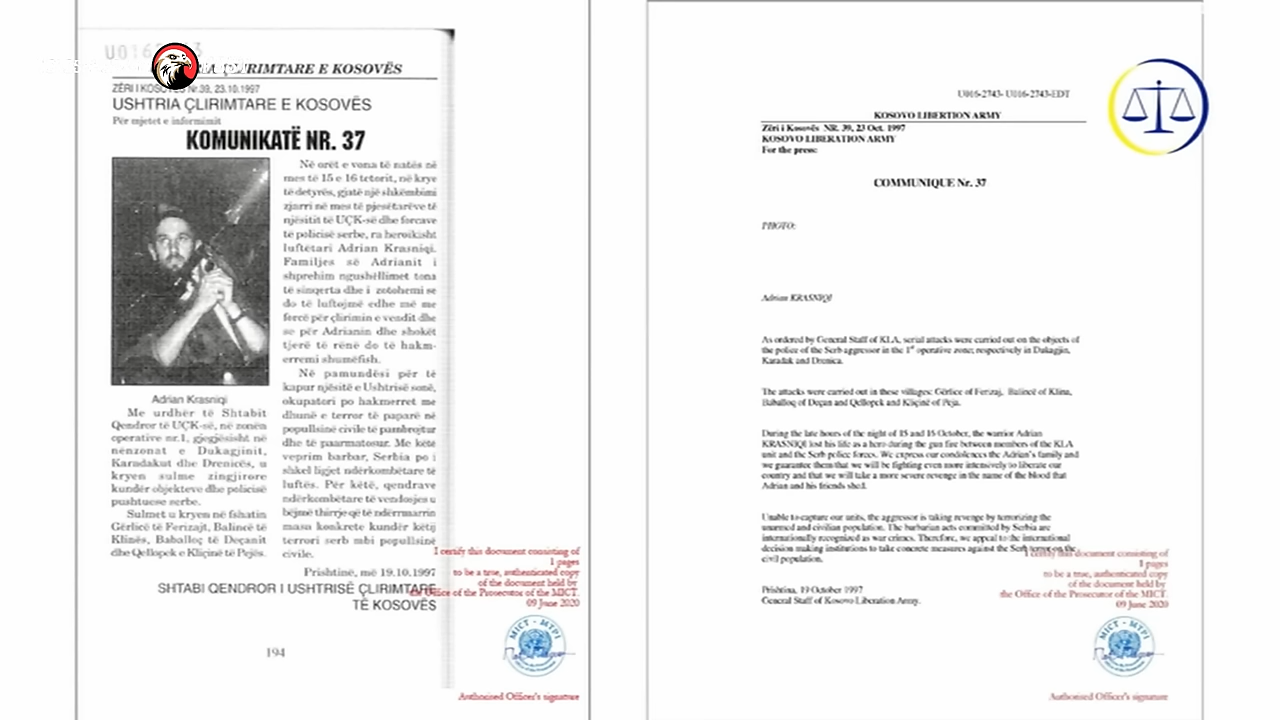 ÇLIRIMTARE E KOSOVËS
ZËRI I KOSOVËS Nr.39, 23.10.1997
USHTRIA ÇLIRIMTARE E KOSOVËS
Për mjetet e informimit
KOMUNIKATË NR. 37
Adrian Krasniqi
Me urdhër të Shtabit
Qendror të UÇK-së, në zonën
operative nr.1, gjegjësisht në
nënzonat e Dukagjinit,
Karadakut dhe Drenicës, u
kryen sulme zingjirore
kundër objekteve dhe policisë
pushtuese serbe.
Sulmet u kryen në fshatin
Gërlicë të Ferizajt, Balincë të
Klinës, Baballoç të Deçanit
dhe Qellopek e Kliçinë të Pejës.
Në orët e vona të natës në
mes të 15 e 16 tetorit, në krye
të detyrës, gjatë një shkëmbimi
zjarri në mes të pjesëtarëve të
njësitit të UÇK-së dhe forcave
të policisë serbe, ra heroikisht
luftëtari Adrian Krasniqi.
Familjes së Adrianit i
shprehim ngushëllimet tona
të sinqerta dhe i zotohemi se
do të luftojmë edhe më me
forcë për çlirimin e vendit dhe
se për Adrianin dhe shokët
tjerë të rënë do të hakm-
erremi shumëfish.
Në pamundësi për të
kapur njësitë e Ushtrisë sonë,
okupatori po hakmerret me
dhunë e terror të paparë në
popullsinë civile të pambrojtur
dhe të paarmatosur. Me këtë
veprim barbar, Serbia po i
shkel ligjet ndërkombëtare të
luftës. Për këtë, qendrave
ndërkombëtare të vendosjes u
bëjmë thirrje që të ndërrmarrin
masa konkrete kundër këtij
terrori serb mbi popullsinë
civile.
Prishtinë, më 19.10.1997
SHTABI QENDROR I USHTRISË ÇLIRIMTARE
TË KOSOVËS
194
I certify this document consisting of
1 pages
to be a true, authenticated copy
of the document held by
the Office of the Prosecutor of the MICT.
09 June 2020
MICT - MTPI
Authorised Officer's signature
U016-2743- U016-2743-EDT
KOSOVO LIBERTION ARMY
Zëri i Kosovës NR. 39, 23 Oct. 1997
KOSOVO LIBERATION ARMY
For the press:
COMMUNIQUE Nr. 37
PHOTO:
Adrian KRASNIQI
As ordered by General Staff of KLA, serial attacks were carried out on the objects of
the police of the Serb aggressor in the 1st operative zone; respectively in Dukagjin,
Karadak and Drenica.
The attacks were carried out in these villages: Gërlice of Ferizaj, Balincë of Klina,
Baballoq of Deçan and Qellopek and Kliçinë of Peja.
During the late hours of the night of 15 and 16 October, the warrior Adrian
KRASNIQI lost his life as a hero during the gun fire between members of the KLA
unit and the Serb police forces. We express our condolences the Adrian's family and
we guarantee them that we will be fighting even more intensively to liberate our
country and that we will take a more severe revenge in the name of the blood that
Adrian and his friends shed.
Unable to capture our units, the aggressor is taking revenge by terrorizing the
unarmed and civilian population. The barbarian acts committed by Serbia are
internationally recognized as war crimes. Therefore, we appeal to the international
decision making institutions to take concrete measures against the Serb terror on the
civil population.
Prishtina, 19 October 1997
General Staff of Kosovo Liberation Army.
I certify this document consisting of
1 pages
to be a true, authenticated copy
of the document held by
the Office of the Prosecutor of the MICT.
09 June 2020
MICT - MTPI
Authorised Officer's signature